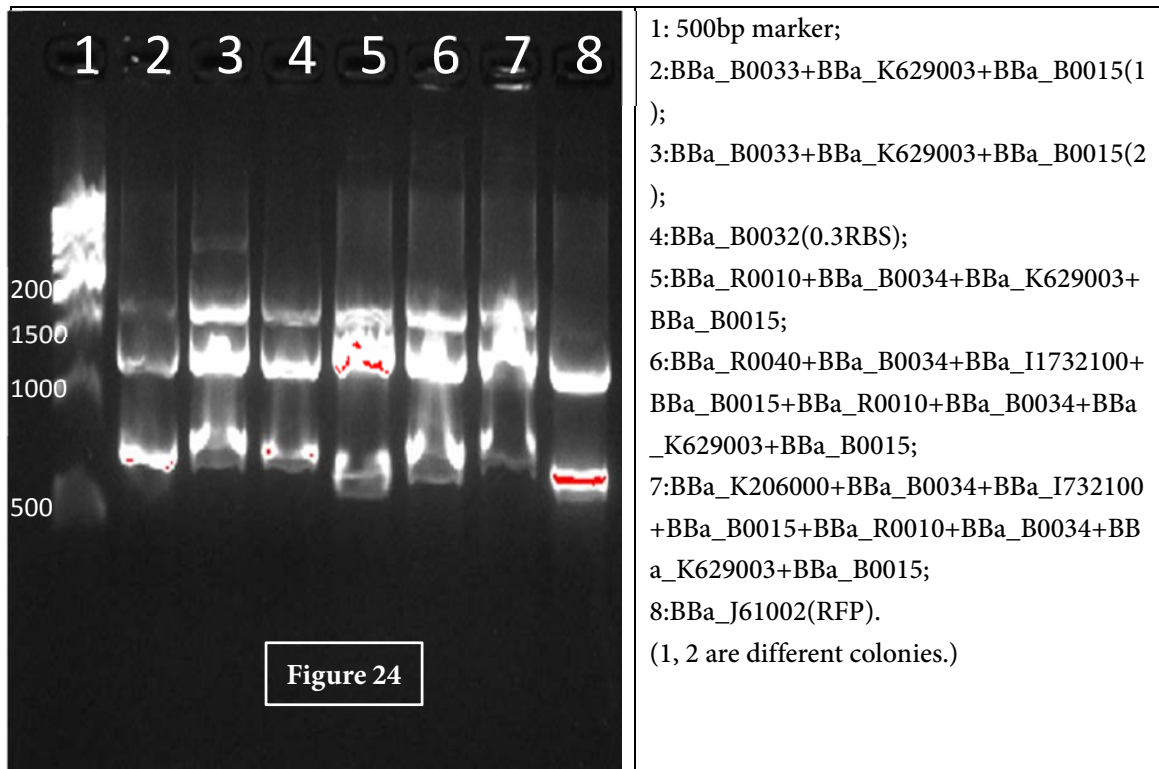 1 2 3 4 5 6 7 8
2000
1500
1000
500
Figure 24
1: 500bp marker;
2:BBa_B0033+BBa_K629003+BBa_B0015(1
);
3:BBa_B0033+BBa_K629003+BBa_B0015(2
);
4:BBa_B0032(0.3RBS);
5:BBa_R0010+BBa_B0034+BBa_K629003+
BBa_B0015;
6:BBa_R0040+BBa_B0034+BBa_I1732100+
BBa_B0015+BBa_R0010+BBa_B0034+BBa
_K629003+BBa_B0015;
7:BBa_K206000+BBa_B0034+BBa_I732100
+BBa_B0015+BBa_R0010+BBa_B0034+BB
a_K629003+BBa_B0015;
8:BBa_J61002(RFP).
(1, 2 are different colonies.)